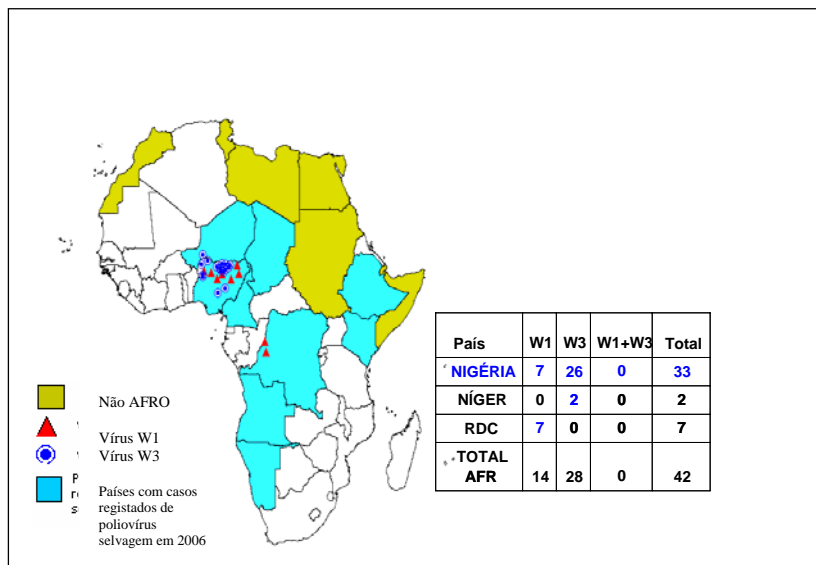 País W1 W3 W1+W3 Total
NIGÉRIA 7 26 0 33
NÍGER 0 2 0 2
RDC 7 0 0 7
TOTAL
AFR 14 28 0 42
Não AFRO
Vírus W1
Vírus W3
Países com casos
registados de
poliovírus
selvagem em 2006